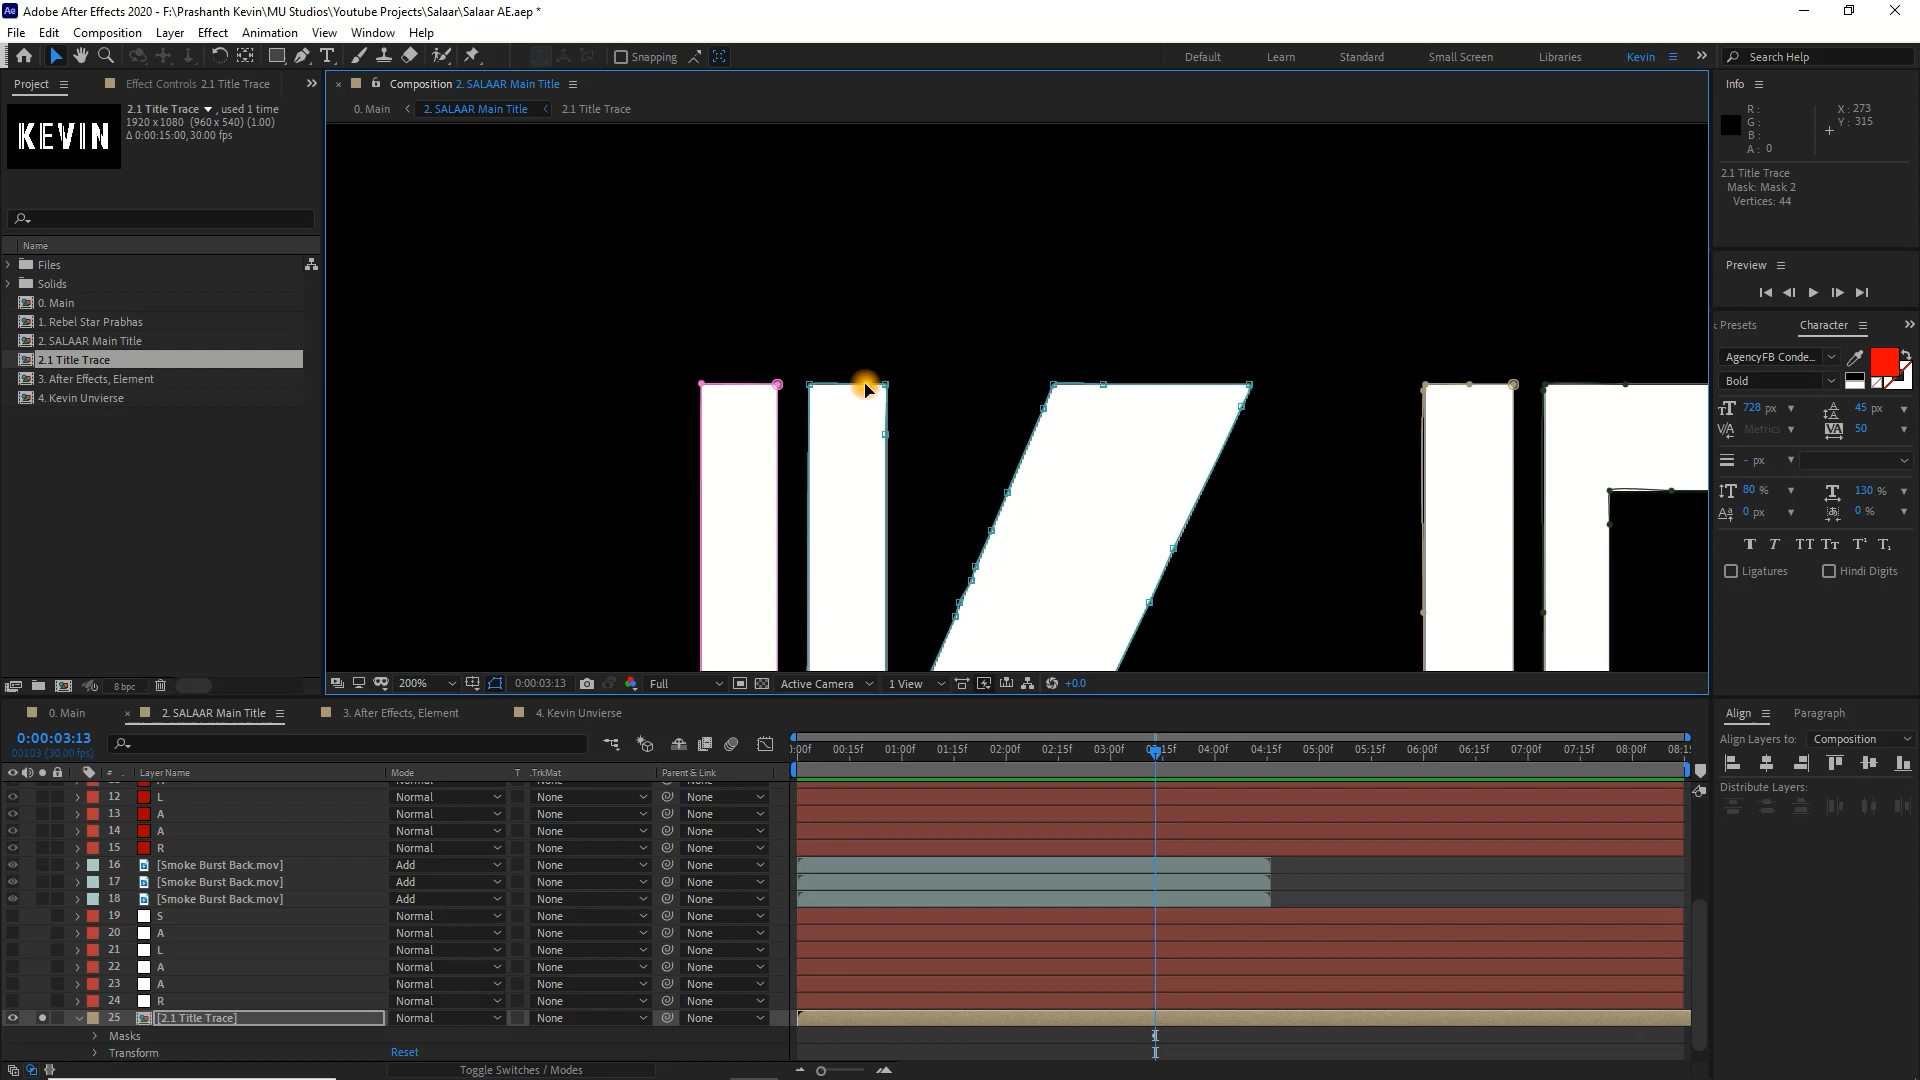 Adobe After Effects 2020 - F:\Prashanth Kevin\MU Studios\Youtube Projects\Salaar\Salaar AE.aep *
File Edit Composition Layer Effect Animation View Window Help
Snapping
Default Learn Standard Small Screen Libraries Kevin
Search Help
Project
Effect Controls 2.1 Title Trace
KEVIN
2.1 Title Trace , used 1 time
1920 x 1080 (960 x 540) (1.00)
Δ 0:00:15:00, 30.00 fps
Name
Files
Solids
0. Main
1. Rebel Star Prabhas
2. SALAAR Main Title
2.1 Title Trace
3. After Effects, Element
4. Kevin Unvierse
8 bpc
Composition 2. SALAAR Main Title
0. Main 2. SALAAR Main Title 2.1 Title Trace
200% 0:00:03:13 Full Active Camera 1 View +0.0
Info
R :
G :
B :
A : 0
X : 273
Y : 315
2.1 Title Trace
Mask: Mask 2
Vertices: 44
Preview
Presets Character
AgencyFB Conde...
Bold
728 px 45 px
Metrics 50
- px
80 % 130 %
0 px 0 %
Ligatures Hindi Digits
Align Paragraph
Align Layers to: Composition
Distribute Layers:
0. Main 2. SALAAR Main Title 3. After Effects, Element 4. Kevin Unvierse
0:00:03:13
00103 (30.00 fps)
:00f 00:15f 01:00f 01:15f 02:00f 02:15f 03:00f 04:00f 04:15f 05:00f 05:15f 06:00f 06:15f 07:00f 07:15f 08:00f
# Layer Name Mode T .TrkMat Parent & Link
12 L Normal None None
13 A Normal None None
14 A Normal None None
15 R Normal None None
16 [Smoke Burst Back.mov] Add None None
17 [Smoke Burst Back.mov] Add None None
18 [Smoke Burst Back.mov] Add None None
19 S Normal None None
20 A Normal None None
21 L Normal None None
22 A Normal None None
23 A Normal None None
24 R Normal None None
25 [2.1 Title Trace] Normal None None
Masks
Transform Reset
Toggle Switches / Modes